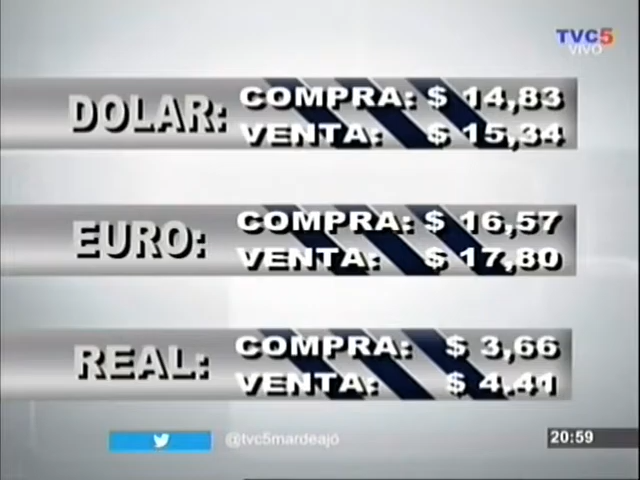 TVC5
VIVO
DOLAR:
COMPRA: $ 14,83
VENTA: $ 15,34
EURO:
COMPRA: $ 16,57
VENTA: $ 17,80
REAL:
COMPRA: $ 3,66
VENTA: $ 4,41
@tvc5mardeajó
20:59